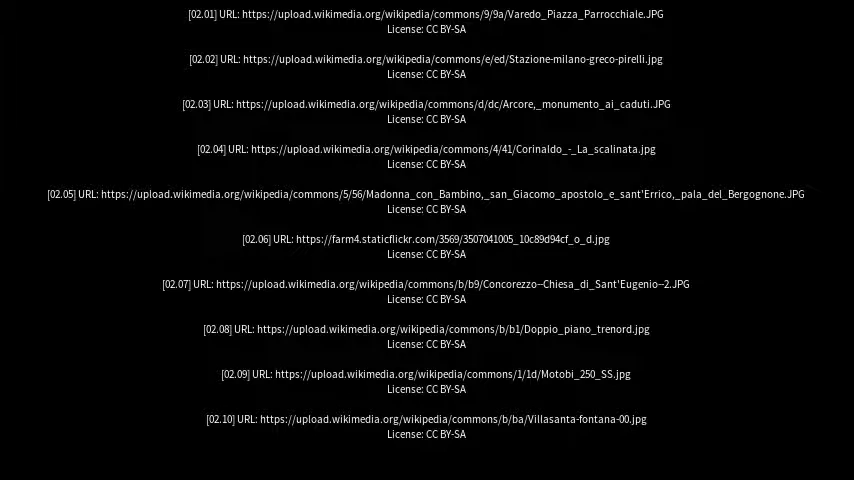 [02.01] URL: https://upload.wikimedia.org/wikipedia/commons/9/9a/Varedo_Piazza_Parrocchiale.JPG
License: CC BY-SA
[02.02] URL: https://upload.wikimedia.org/wikipedia/commons/e/ed/Stazione-milano-greco-pirelli.jpg
License: CC BY-SA
[02.03] URL: https://upload.wikimedia.org/wikipedia/commons/d/dc/Arcore,_monumento_ai_caduti.JPG
License: CC BY-SA
[02.04] URL: https://upload.wikimedia.org/wikipedia/commons/4/41/Corinaldo_-_La_scalinata.jpg
License: CC BY-SA
[02.05] URL: https://upload.wikimedia.org/wikipedia/commons/5/56/Madonna_con_Bambino,_san_Giacomo_apostolo_e_sant'Errico,_pala_del_Bergognone.JPG
License: CC BY-SA
[02.06] URL: https://farm4.staticflickr.com/3569/3507041005_10c89d94cf_o_d.jpg
License: CC BY-SA
[02.07] URL: https://upload.wikimedia.org/wikipedia/commons/b/b9/Concorezzo--Chiesa_di_Sant'Eugenio--2.JPG
License: CC BY-SA
[02.08] URL: https://upload.wikimedia.org/wikipedia/commons/b/b1/Doppio_piano_trenord.jpg
License: CC BY-SA
[02.09] URL: https://upload.wikimedia.org/wikipedia/commons/1/1d/Motobi_250_SS.jpg
License: CC BY-SA
[02.10] URL: https://upload.wikimedia.org/wikipedia/commons/b/ba/Villasanta-fontana-00.jpg
License: CC BY-SA